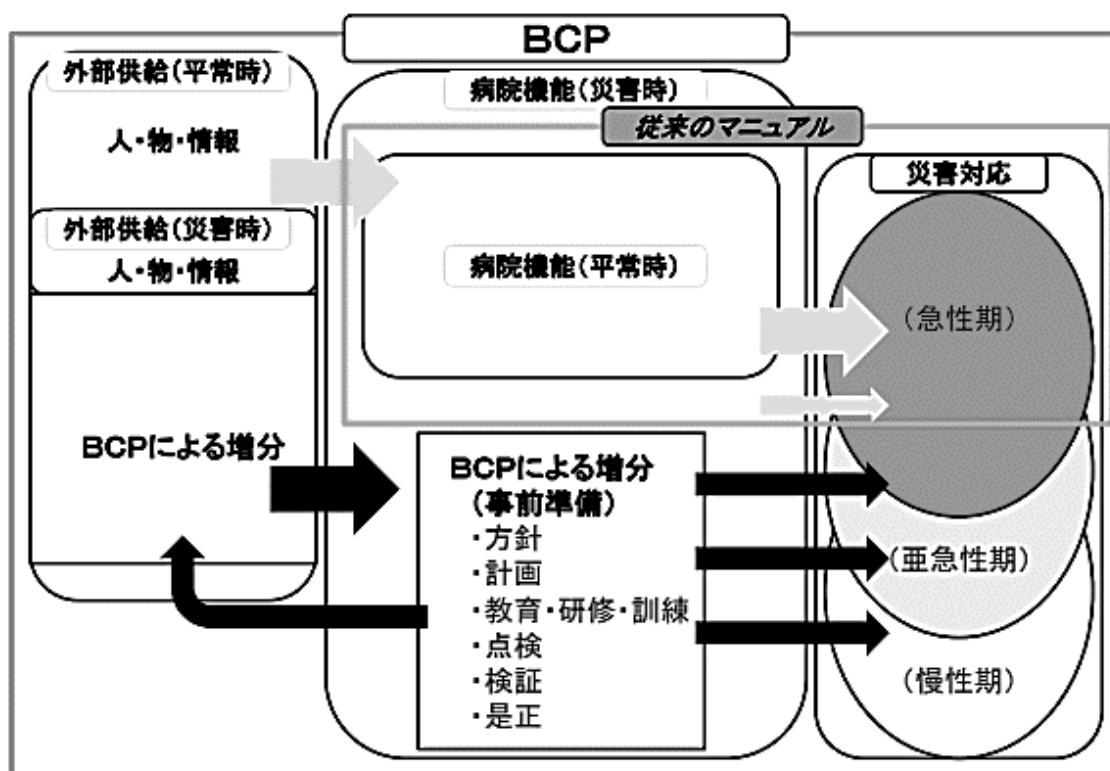 BCP
外部供給(平常時)
人・物・情報
外部供給(災害時)
人・物・情報
BCPによる増分
病院機能(災害時)
従来のマニュアル
病院機能(平常時)
BCPによる増分
(事前準備)
・方針
・計画
・教育・研修・訓練
・点検
・検証
・是正
災害対応
(急性期)
(亜急性期)
(慢性期)